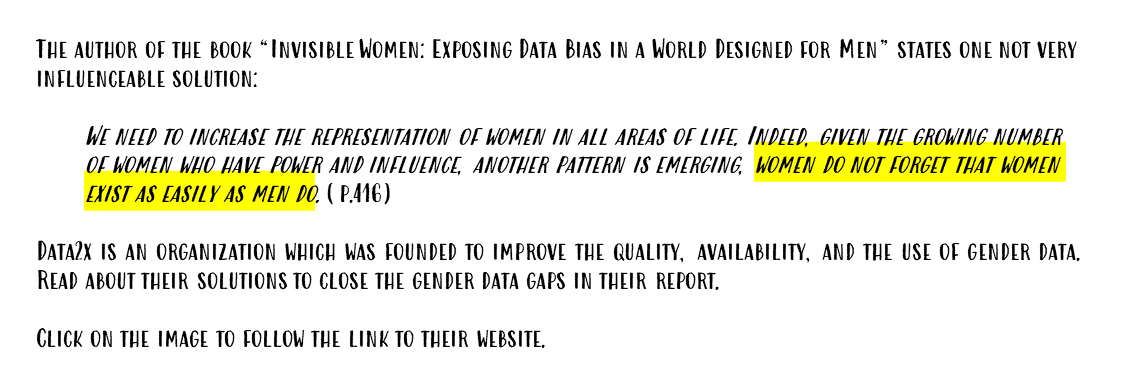 The author of the book “Invisible Women: Exposing Data Bias in a World Designed for Men” states one not very
influenceable solution:
We need to increase the representation of women in all areas of life. Indeed, given the growing number
of women who have power and influence, another pattern is emerging, women do not forget that women
exist as easily as men do. ( p.416)
Data2x is an organization which was founded to improve the quality, availability, and the use of gender data.
Read about their solutions to close the gender data gaps in their report.
Click on the image to follow the link to their website.